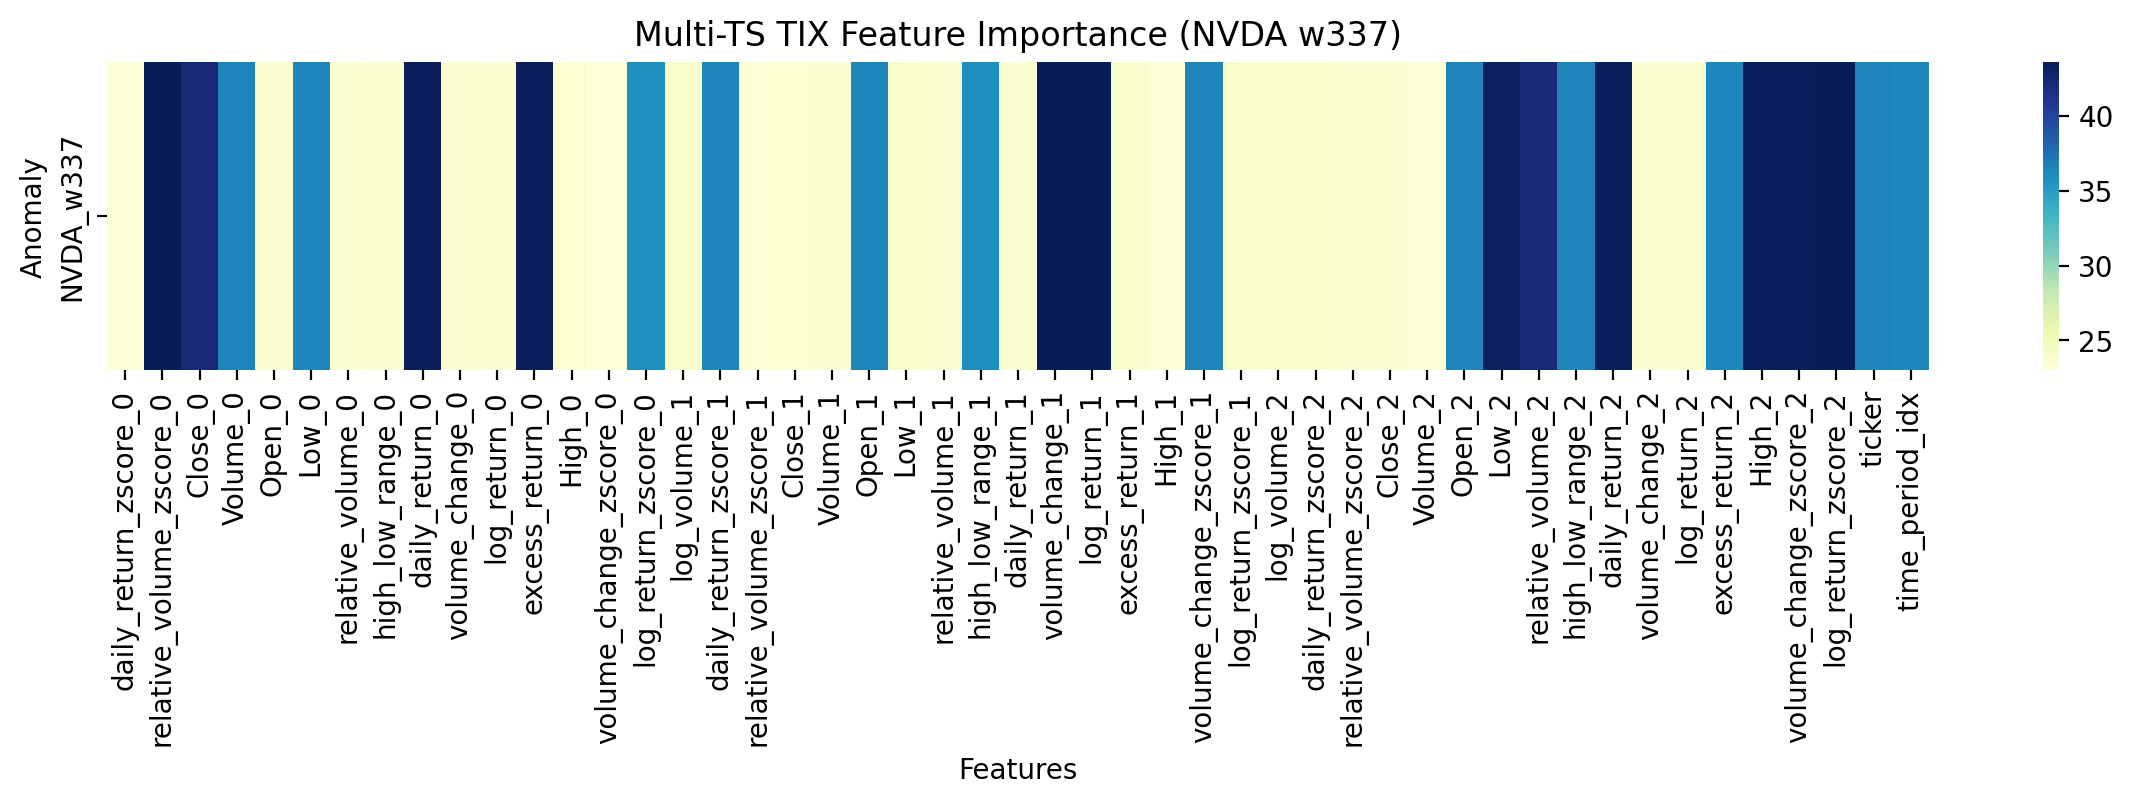 Multi-TS TIX Feature Importance (NVDA w337)
Anomaly
NVDA_w337
40
35
30
25
daily_return_zscore_0
relative_volume_zscore_0
Close_0
Volume_0
Open_0
Low_0
relative_volume_0
high_low_range_0
daily_return_0
volume_change_0
log_return_0
excess_return_0
High_0
volume_change_zscore_0
log_return_zscore_0
log_volume_1
daily_return_zscore_1
relative_volume_zscore_1
Close_1
Volume_1
Open_1
Low_1
relative_volume_1
high_low_range_1
daily_return_1
volume_change_1
log_return_1
excess_return_1
High_1
volume_change_zscore_1
log_return_zscore_1
log_volume_2
daily_return_zscore_2
relative_volume_zscore_2
Close_2
Volume_2
Open_2
Low_2
relative_volume_2
high_low_range_2
daily_return_2
volume_change_2
log_return_2
excess_return_2
High_2
volume_change_zscore_2
log_return_zscore_2
ticker
time_period_idx
Features